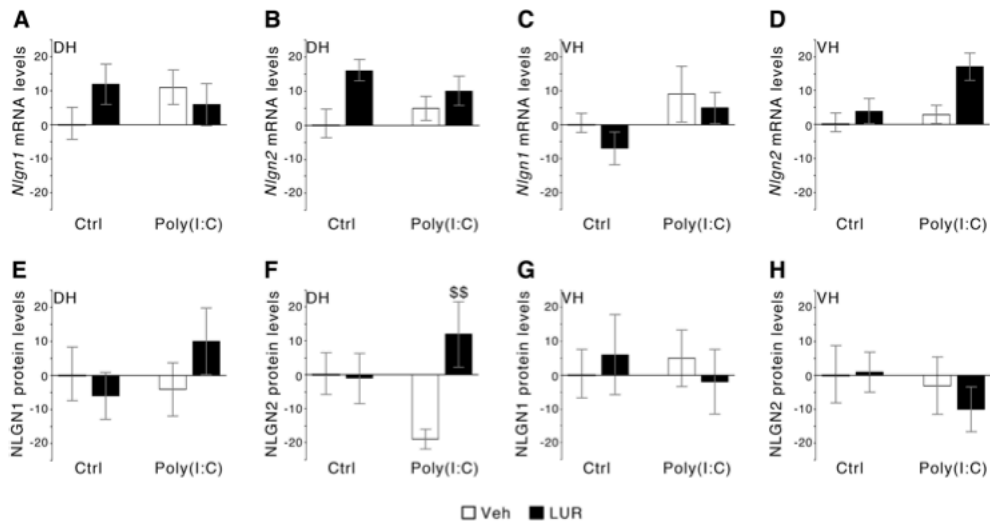 A
DH
Nlgn1 mRNA levels
20
10
0
-10
-20
Ctrl Poly(I:C)
B
DH
Nlgn2 mRNA levels
20
10
0
-10
-20
Ctrl Poly(I:C)
C
VH
Nlgn1 mRNA levels
20
10
0
-10
-20
Ctrl Poly(I:C)
D
VH
Nlgn2 mRNA levels
20
10
0
-10
-20
Ctrl Poly(I:C)
E
DH
NLGN1 protein levels
20
10
0
-10
-20
Ctrl Poly(I:C)
F
DH
$$
NLGN2 protein levels
20
10
0
-10
-20
Ctrl Poly(I:C)
G
VH
NLGN1 protein levels
20
10
0
-10
-20
Ctrl Poly(I:C)
H
VH
NLGN2 protein levels
20
10
0
-10
-20
Ctrl Poly(I:C)
Veh LUR